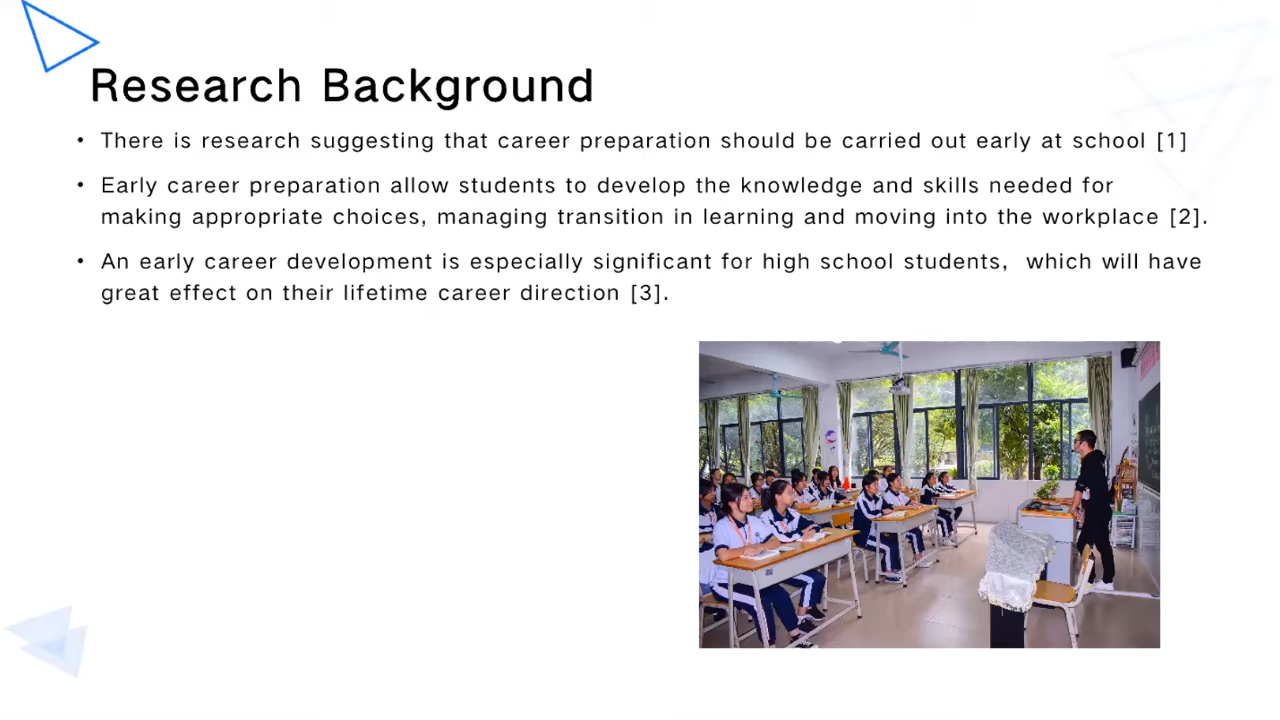 Research Background
• There is research suggesting that career preparation should be carried out early at school [1]
• Early career preparation allow students to develop the knowledge and skills needed for
making appropriate choices, managing transition in learning and moving into the workplace [2].
• An early career development is especially significant for high school students, which will have
great effect on their lifetime career direction [3].